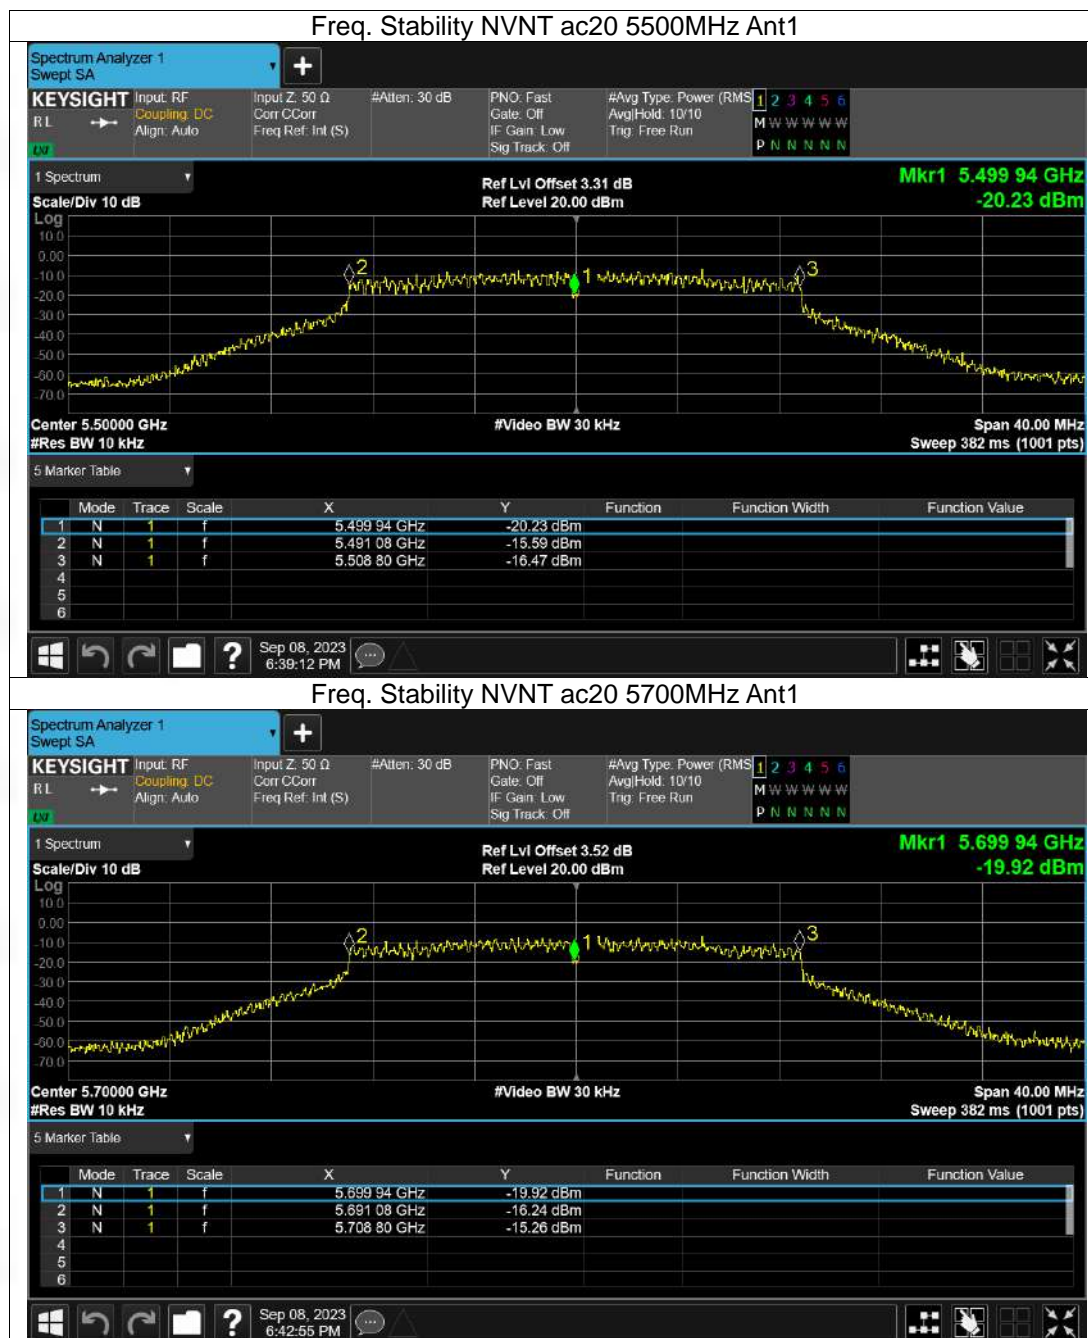 Freq. Stability NVNT ac20 5500MHz Ant1
Spectrum Analyzer 1
Swept SA
+
KEYSIGHT Input: RF Input Z: 50 Ω #Atten: 30 dB PNO: Fast #Avg Type: Power (RMS 1 2 3 4 5 6
RL Coupling: DC Corr CCorr Gate: Off Avg|Hold: 10/10 M W W W W W
Align: Auto Freq Ref: Int (S) IF Gain: Low Trig: Free Run
LXI Sig Track: Off P N N N N N
1 Spectrum Ref Lvl Offset 3.31 dB Mkr1 5.499 94 GHz
Scale/Div 10 dB Ref Level 20.00 dBm -20.23 dBm
Log
10.0
0.00
-10.0 2 1 3
-20.0
-30.0
-40.0
-50.0
-60.0
-70.0
Center 5.50000 GHz #Video BW 30 kHz Span 40.00 MHz
#Res BW 10 kHz Sweep 382 ms (1001 pts)
5 Marker Table
Mode Trace Scale X Y Function Function Width Function Value
1 N 1 f 5.499 94 GHz -20.23 dBm
2 N 1 f 5.491 08 GHz -15.59 dBm
3 N 1 f 5.508 80 GHz -16.47 dBm
4
5
6
? Sep 08, 2023
6:39:12 PM
Freq. Stability NVNT ac20 5700MHz Ant1
Spectrum Analyzer 1
Swept SA
+
KEYSIGHT Input: RF Input Z: 50 Ω #Atten: 30 dB PNO: Fast #Avg Type: Power (RMS 1 2 3 4 5 6
RL Coupling: DC Corr CCorr Gate: Off Avg|Hold: 10/10 M W W W W W
Align: Auto Freq Ref: Int (S) IF Gain: Low Trig: Free Run
LXI Sig Track: Off P N N N N N
1 Spectrum Ref Lvl Offset 3.52 dB Mkr1 5.699 94 GHz
Scale/Div 10 dB Ref Level 20.00 dBm -19.92 dBm
Log
10.0
0.00
-10.0 2 1 3
-20.0
-30.0
-40.0
-50.0
-60.0
-70.0
Center 5.70000 GHz #Video BW 30 kHz Span 40.00 MHz
#Res BW 10 kHz Sweep 382 ms (1001 pts)
5 Marker Table
Mode Trace Scale X Y Function Function Width Function Value
1 N 1 f 5.699 94 GHz -19.92 dBm
2 N 1 f 5.691 08 GHz -16.24 dBm
3 N 1 f 5.708 80 GHz -15.26 dBm
4
5
6
? Sep 08, 2023
6:42:55 PM